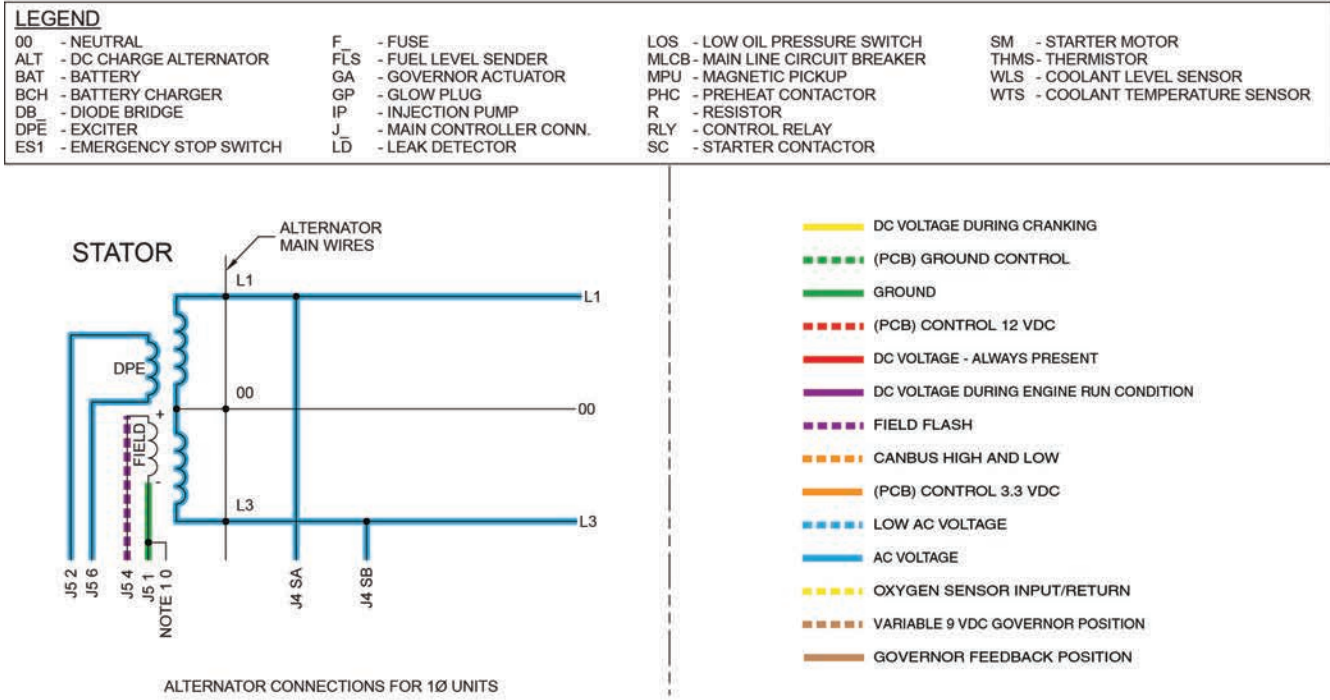 LEGEND
00 - NEUTRAL
ALT - DC CHARGE ALTERNATOR
BAT - BATTERY
BCH - BATTERY CHARGER
DB_ - DIODE BRIDGE
DPE - EXCITER
ES1 - EMERGENCY STOP SWITCH
F_ - FUSE
FLS - FUEL LEVEL SENDER
GA - GOVERNOR ACTUATOR
GP - GLOW PLUG
IP - INJECTION PUMP
J_ - MAIN CONTROLLER CONN.
LD - LEAK DETECTOR
LOS - LOW OIL PRESSURE SWITCH
MLCB - MAIN LINE CIRCUIT BREAKER
MPU - MAGNETIC PICKUP
PHC - PREHEAT CONTACTOR
R - RESISTOR
RLY - CONTROL RELAY
SC - STARTER CONTACTOR
SM - STARTER MOTOR
THMS - THERMISTOR
WLS - COOLANT LEVEL SENSOR
WTS - COOLANT TEMPERATURE SENSOR
STATOR
ALTERNATOR
MAIN WIRES
L1
L1
DPE
00
00
+
FIELD
-
L3
L3
J5 2
J5 6
J5 4
J5 1
NOTE 1 0
J4 SA
J4 SB
ALTERNATOR CONNECTIONS FOR 1Ø UNITS
DC VOLTAGE DURING CRANKING
(PCB) GROUND CONTROL
GROUND
(PCB) CONTROL 12 VDC
DC VOLTAGE - ALWAYS PRESENT
DC VOLTAGE DURING ENGINE RUN CONDITION
FIELD FLASH
CANBUS HIGH AND LOW
(PCB) CONTROL 3.3 VDC
LOW AC VOLTAGE
AC VOLTAGE
OXYGEN SENSOR INPUT/RETURN
VARIABLE 9 VDC GOVERNOR POSITION
GOVERNOR FEEDBACK POSITION